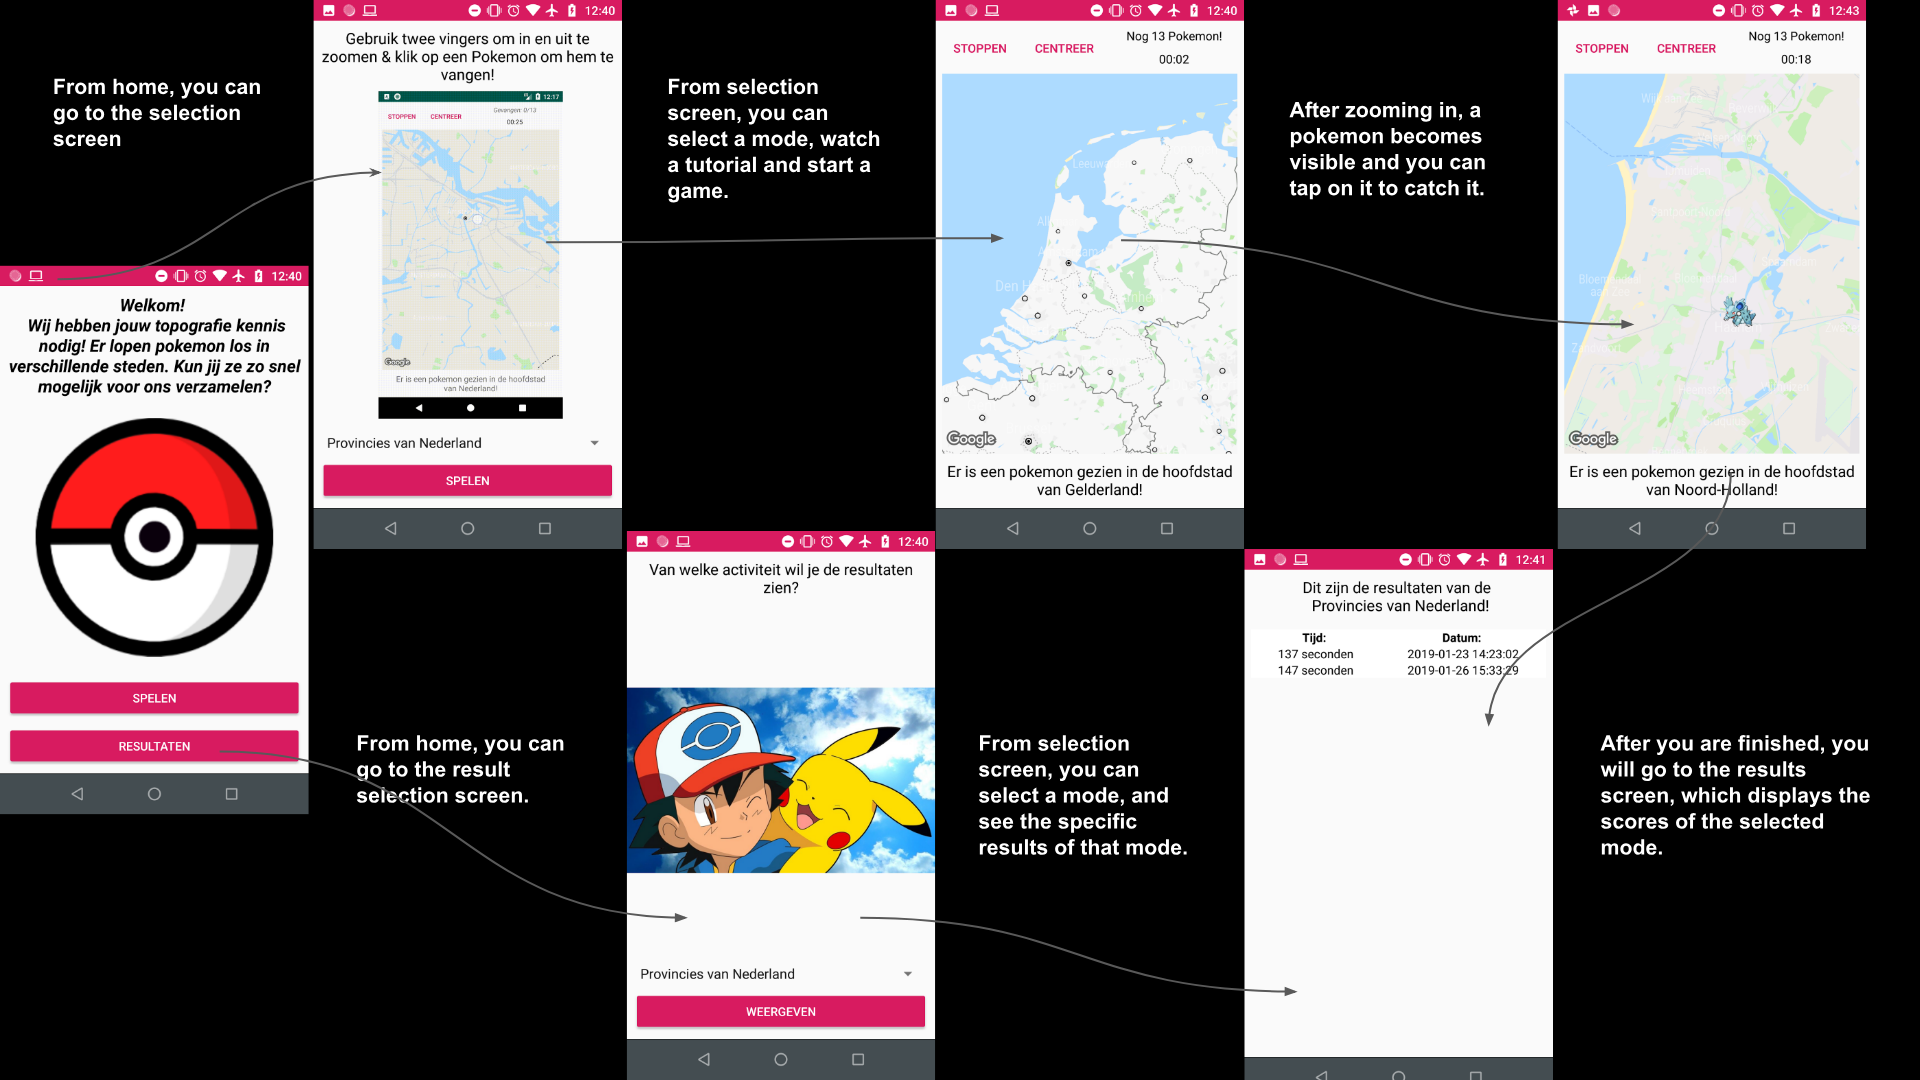 From home, you can
go to the selection
screen
12:40
Welkom!
Wij hebben jouw topografie kennis
nodig! Er lopen pokemon los in
verschillende steden. Kun jij ze zo snel
mogelijk voor ons verzamelen?
SPELEN
RESULTATEN
12:40
Gebruik twee vingers om in en uit te
zoomen & klik op een Pokemon om hem te
vangen!
12:17
STOPPEN
CENTREER
Gevangen: 0/13
00:25
Google
Er is een pokemon gezien in de hoofdstad
van Nederland!
Provincies van Nederland
SPELEN
From selection
screen, you can
select a mode, watch
a tutorial and start a
game.
12:40
STOPPEN
CENTREER
Nog 13 Pokemon!
00:02
Google
Er is een pokemon gezien in de hoofdstad
van Gelderland!
After zooming in, a
pokemon becomes
visible and you can
tap on it to catch it.
12:43
STOPPEN
CENTREER
Nog 13 Pokemon!
00:18
Google
Er is een pokemon gezien in de hoofdstad
van Noord-Holland!
From home, you can
go to the result
selection screen.
12:40
Van welke activiteit wil je de resultaten
zien?
Provincies van Nederland
WEERGEVEN
From selection
screen, you can
select a mode, and
see the specific
results of that mode.
12:41
Dit zijn de resultaten van de
Provincies van Nederland!
Tijd: Datum:
137 seconden 2019-01-23 14:23:02
147 seconden 2019-01-26 15:33:29
After you are finished, you
will go to the results
screen, which displays the
scores of the selected
mode.